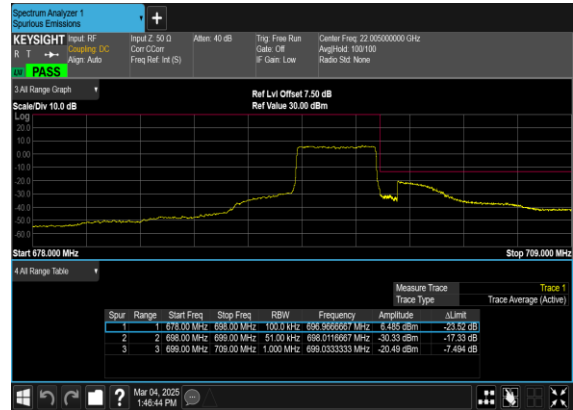 Spectrum Analyzer 1
Spurious Emissions
+
KEYSIGHT
R T
Input: RF
Coupling: DC
Align: Auto
Input Z: 50 Ω
Corr CCorr
Freq Ref: Int (S)
Atten: 40 dB
Trig: Free Run
Gate: Off
IF Gain: Low
Center Freq: 22.005000000 GHz
Avg|Hold: 100/100
Radio Std: None
PASS
3 All Range Graph
Scale/Div 10.0 dB
Ref Lvl Offset 7.50 dB
Ref Value 30.00 dBm
Log
20.0
10.0
0.00
-10.0
-20.0
-30.0
-40.0
-50.0
-60.0
Start 678.000 MHz
Stop 709.000 MHz
4 All Range Table
Measure Trace Trace 1
Trace Type Trace Average (Active)
Spur Range Start Freq Stop Freq RBW Frequency Amplitude ΔLimit
1 1 678.00 MHz 698.00 MHz 100.0 kHz 696.9666667 MHz 6.485 dBm -23.52 dB
2 2 698.00 MHz 699.00 MHz 51.00 kHz 698.0116667 MHz -30.33 dBm -17.33 dB
3 3 699.00 MHz 709.00 MHz 1.000 MHz 699.0333333 MHz -20.49 dBm -7.494 dB
?
Mar 04, 2025
1:46:44 PM